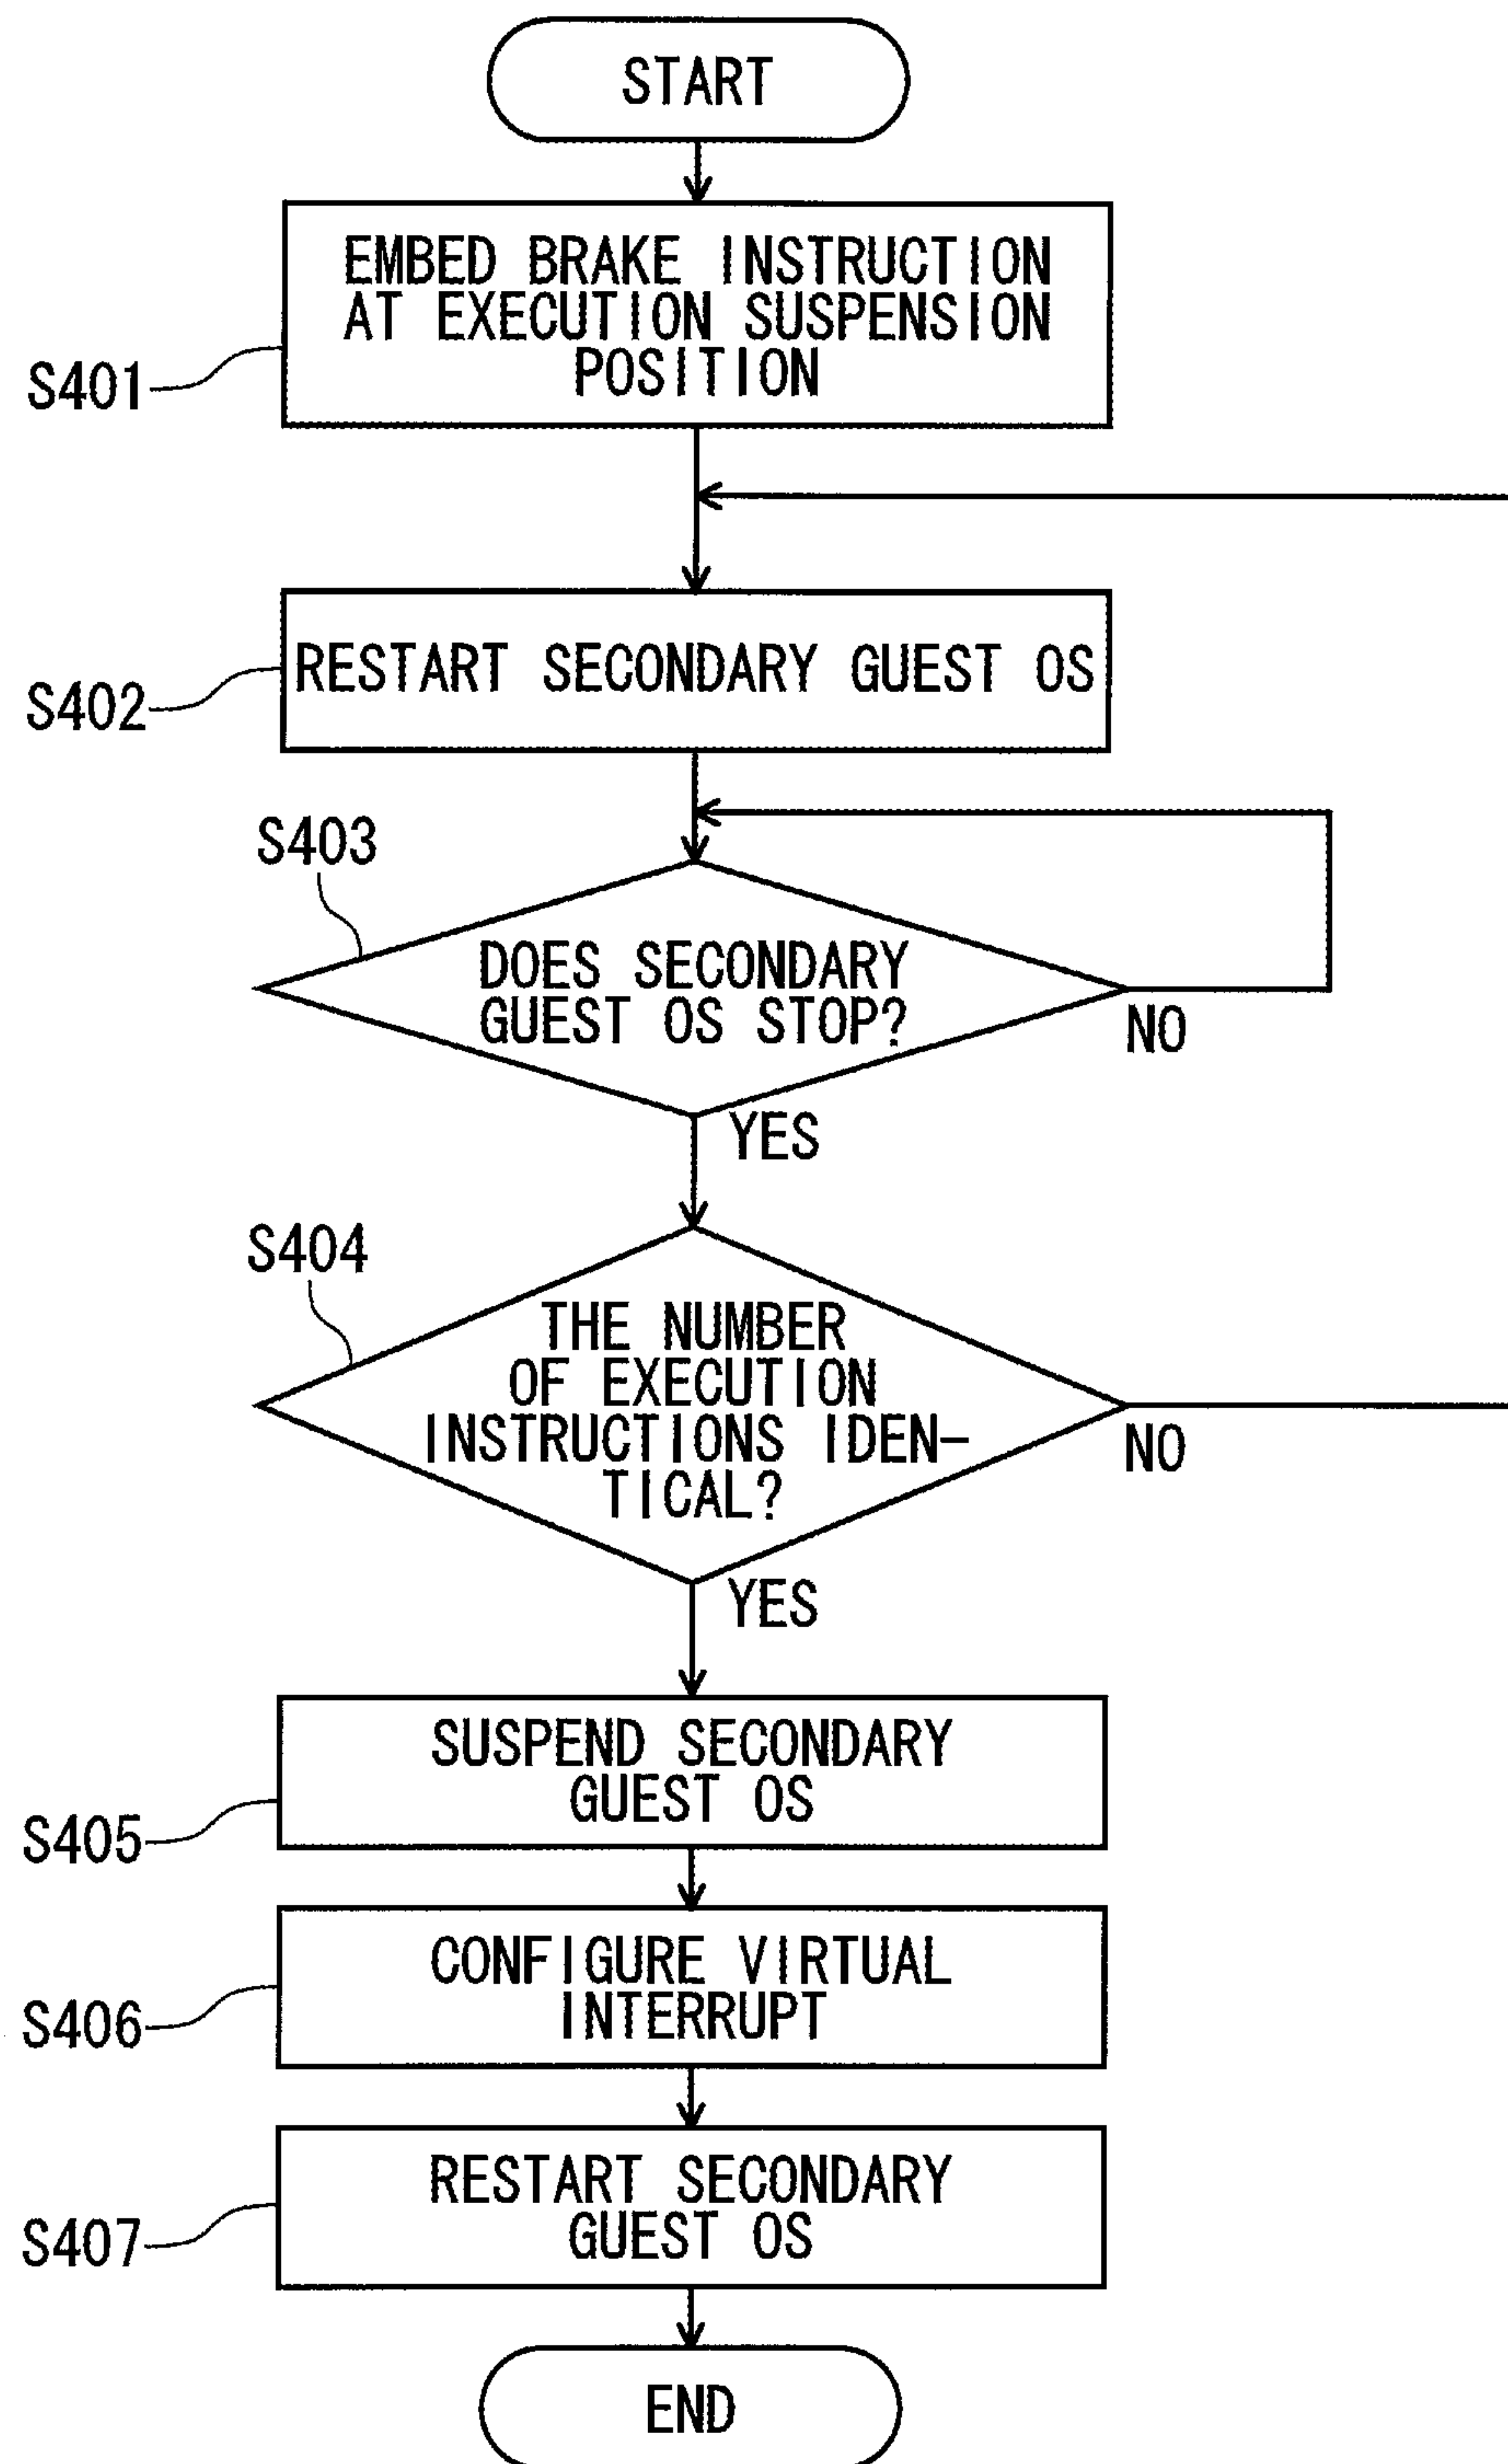 START
EMBED BRAKE INSTRUCTION
AT EXECUTION SUSPENSION
POSITION
S401
RESTART SECONDARY GUEST OS
S402
S403
DOES SECONDARY
GUEST OS STOP?
NO
YES
S404
THE NUMBER
OF EXECUTION
INSTRUCTIONS IDEN-
TICAL?
NO
YES
SUSPEND SECONDARY
GUEST OS
S405
CONFIGURE VIRTUAL
INTERRUPT
S406
RESTART SECONDARY
GUEST OS
S407
END